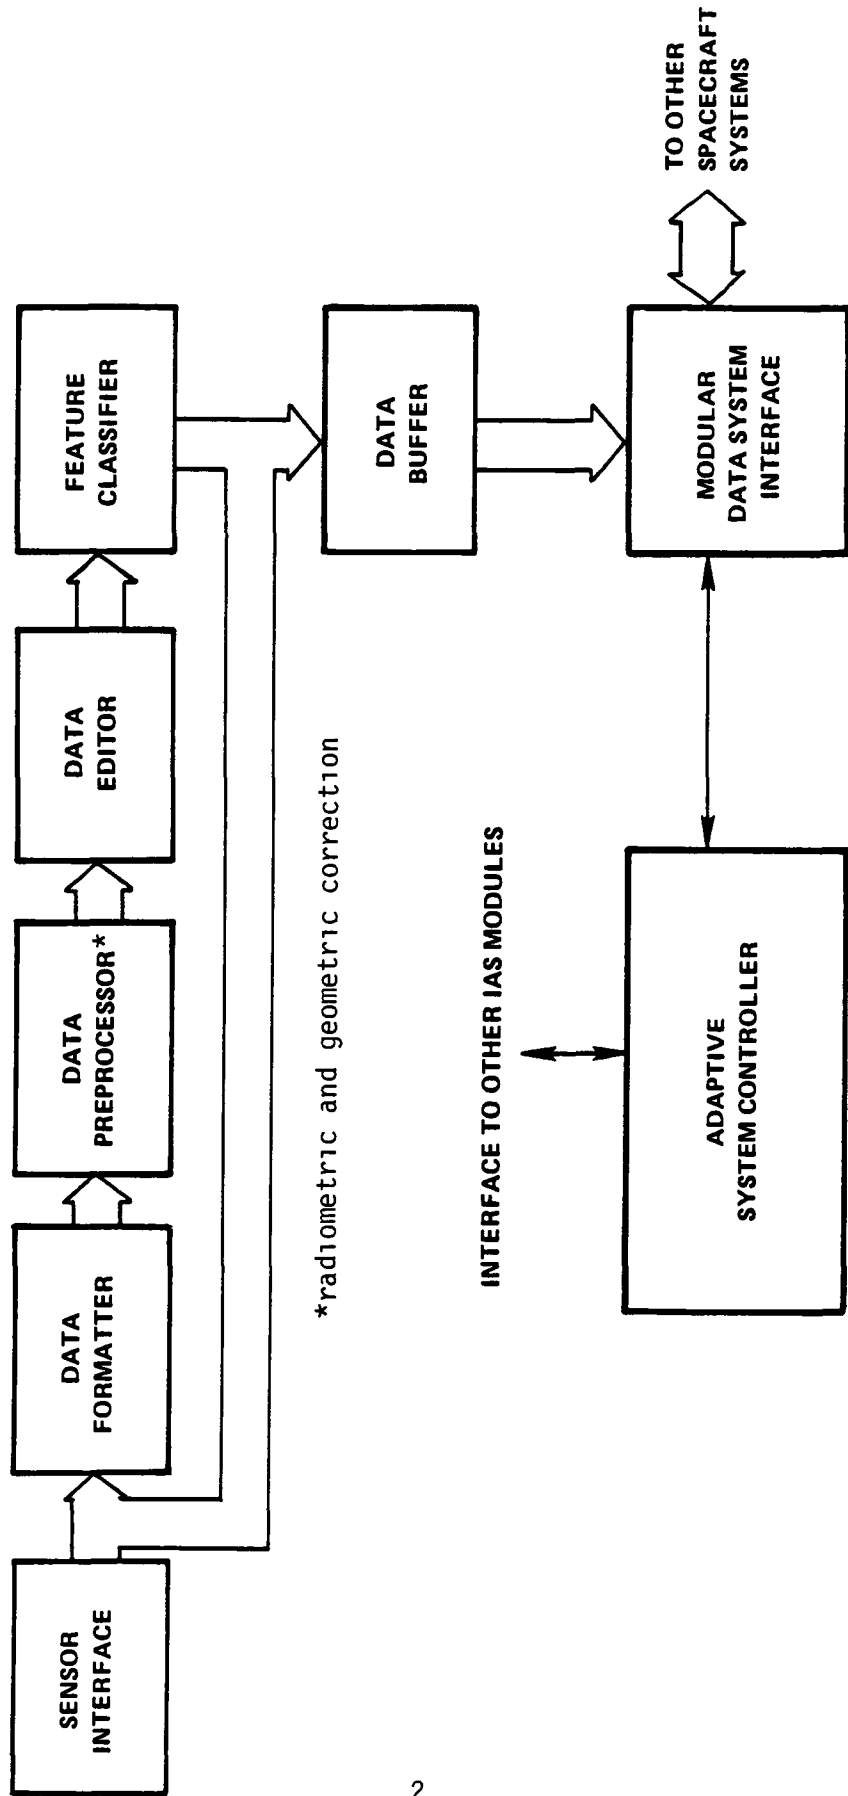 SENSOR
INTERFACE
DATA
FORMATTER
DATA
PREPROCESSOR*
DATA
EDITOR
FEATURE
CLASSIFIER
*radiometric and geometric correction
DATA
BUFFER
INTERFACE TO OTHER IAS MODULES
ADAPTIVE
SYSTEM CONTROLLER
MODULAR
DATA SYSTEM
INTERFACE
TO OTHER
SPACECRAFT
SYSTEMS
2